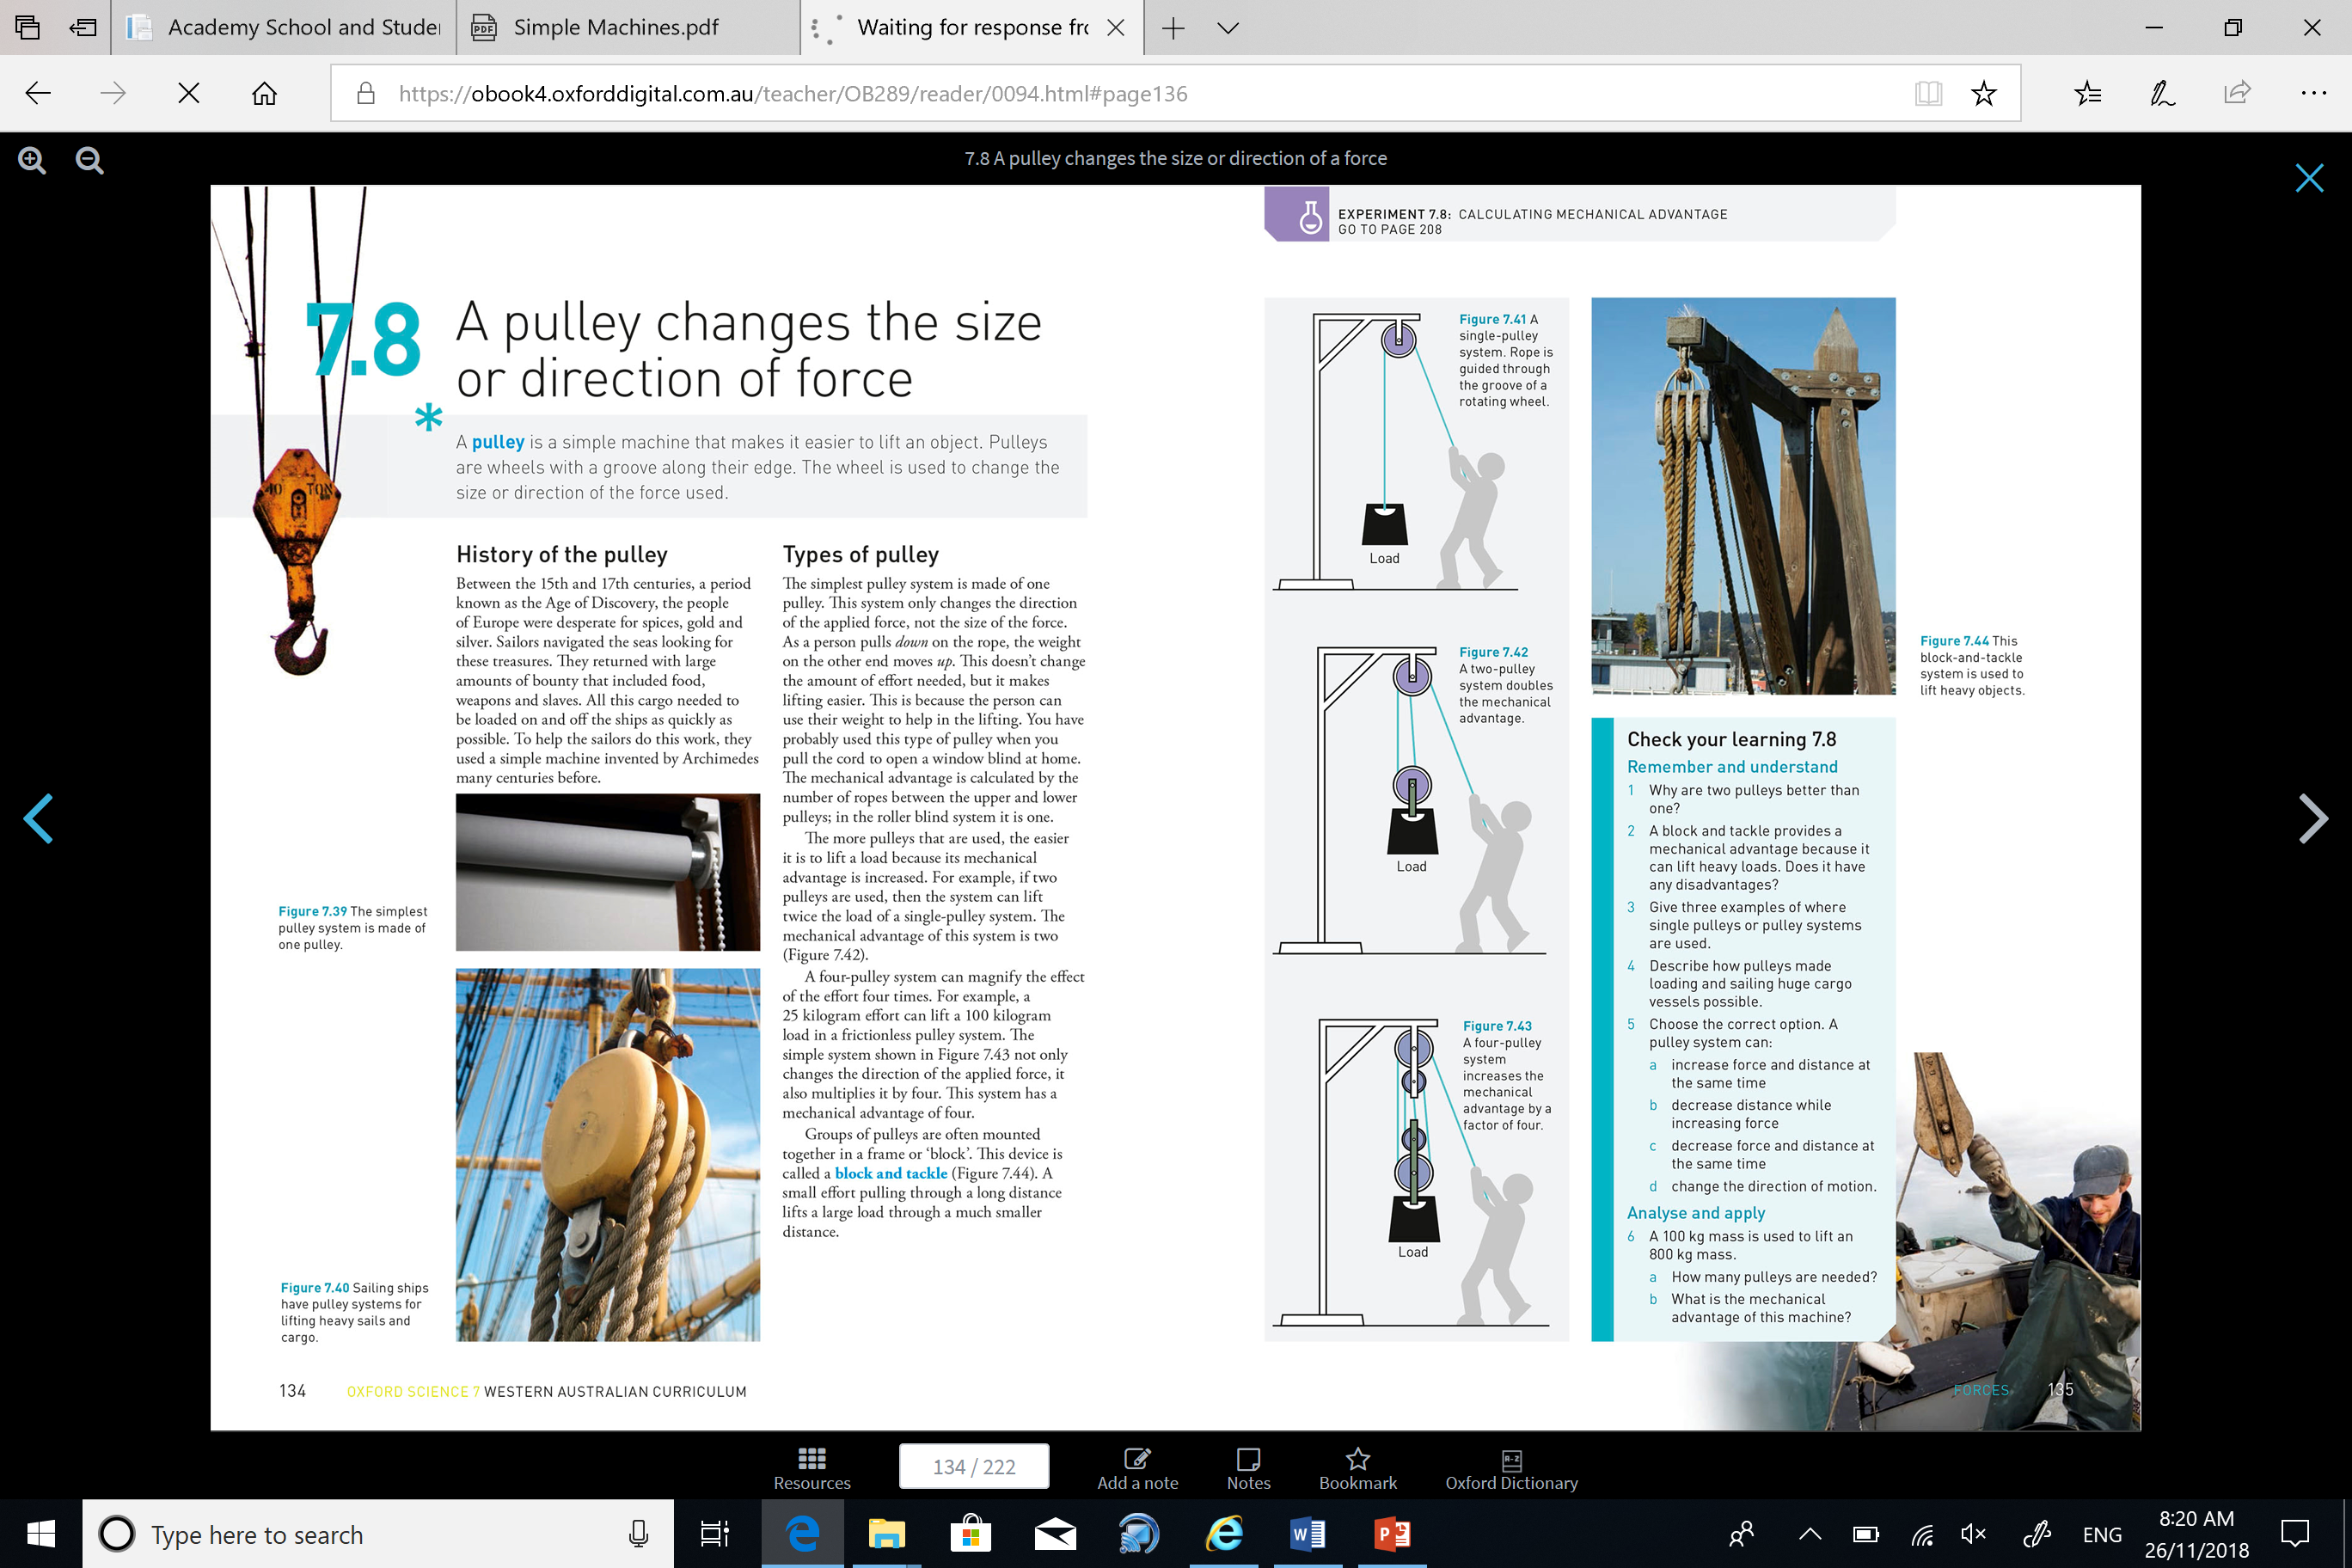 Academy School and Studer
PDF
Simple Machines.pdf
Waiting for response fro
https://obook4.oxforddigital.com.au/teacher/OB289/reader/0094.html#page136
7.8 A pulley changes the size or direction of a force
EXPERIMENT 7.8: CALCULATING MECHANICAL ADVANTAGE
GO TO PAGE 208
7.8
A pulley changes the size
or direction of force
*
A pulley is a simple machine that makes it easier to lift an object. Pulleys
are wheels with a groove along their edge. The wheel is used to change the
size or direction of the force used.
TON
History of the pulley
Between the 15th and 17th centuries, a period
known as the Age of Discovery, the people
of Europe were desperate for spices, gold and
silver. Sailors navigated the seas looking for
these treasures. They returned with large
amounts of bounty that included food,
weapons and slaves. All this cargo needed to
be loaded on and off the ships as quickly as
possible. To help the sailors do this work, they
used a simple machine invented by Archimedes
many centuries before.
Figure 7.39 The simplest
pulley system is made of
one pulley.
Figure 7.40 Sailing ships
have pulley systems for
lifting heavy sails and
cargo.
Types of pulley
The simplest pulley system is made of one
pulley. This system only changes the direction
of the applied force, not the size of the force.
As a person pulls down on the rope, the weight
on the other end moves up. This doesn't change
the amount of effort needed, but it makes
lifting easier. This is because the person can
use their weight to help in the lifting. You have
probably used this type of pulley when you
pull the cord to open a window blind at home.
The mechanical advantage is calculated by the
number of ropes between the upper and lower
pulleys; in the roller blind system it is one.
The more pulleys that are used, the easier
it is to lift a load because its mechanical
advantage is increased. For example, if two
pulleys are used, then the system can lift
twice the load of a single-pulley system. The
mechanical advantage of this system is two
(Figure 7.42).
A four-pulley system can magnify the effect
of the effort four times. For example, a
25 kilogram effort can lift a 100 kilogram
load in a frictionless pulley system. The
simple system shown in Figure 7.43 not only
changes the direction of the applied force, it
also multiplies it by four. This system has a
mechanical advantage of four.
Groups of pulleys are often mounted
together in a frame or 'block'. This device is
called a block and tackle (Figure 7.44). A
small effort pulling through a long distance
lifts a large load through a much smaller
distance.
Figure 7.41 A
single-pulley
system. Rope is
guided through
the groove of a
rotating wheel.
Load
Figure 7.42
A two-pulley
system doubles
the mechanical
advantage.
Load
Figure 7.43
A four-pulley
system
increases the
mechanical
advantage by a
factor of four.
Load
Figure 7.44 This
block-and-tackle
system is used to
lift heavy objects.
Check your learning 7.8
Remember and understand
1 Why are two pulleys better than
one?
2 A block and tackle provides a
mechanical advantage because it
can lift heavy loads. Does it have
any disadvantages?
3 Give three examples of where
single pulleys or pulley systems
are used.
4 Describe how pulleys made
loading and sailing huge cargo
vessels possible.
5 Choose the correct option. A
pulley system can:
a increase force and distance at
the same time
b decrease distance while
increasing force
c decrease force and distance at
the same time
d change the direction of motion.
Analyse and apply
6 A 100 kg mass is used to lift an
800 kg mass.
a How many pulleys are needed?
b What is the mechanical
advantage of this machine?
134 OXFORD SCIENCE 7 WESTERN AUSTRALIAN CURRICULUM
FORCES 135
Resources
134 / 222
Add a note
Notes
Bookmark
A-Z
Oxford Dictionary
Type here to search
ENG
8:20 AM
26/11/2018